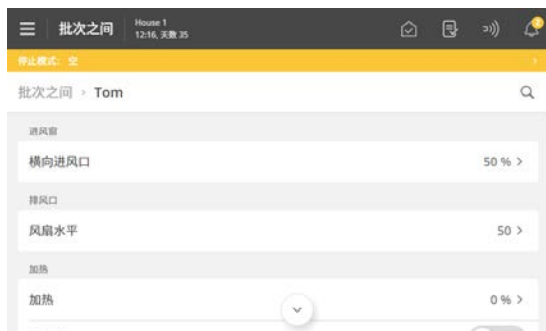 批次之间
House 1
12:16, 天数 35
停止模式: 空
批次之间 > Tom
进风窗
横向进风口 50 % >
排风口
风扇水平 50 >
加热
加热 0 % >